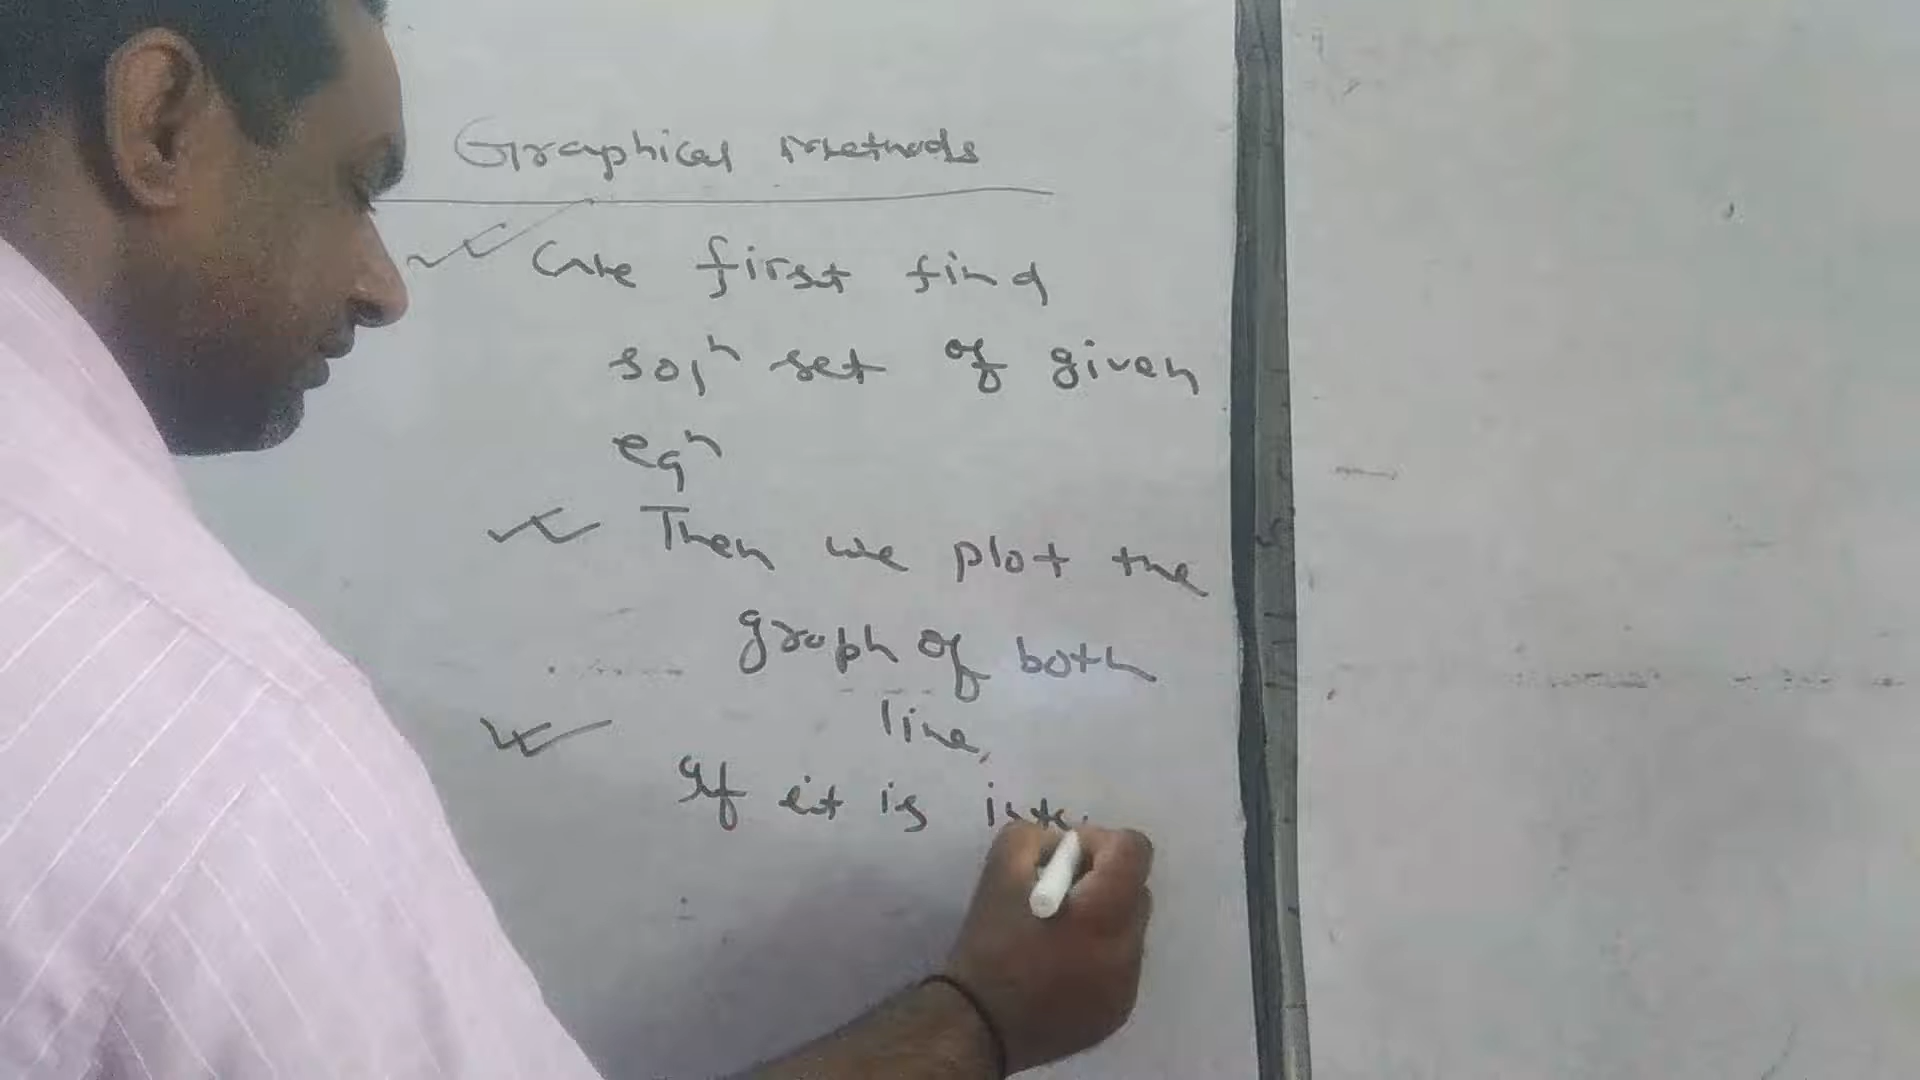 Graphical Methods
We first find
solⁿ set of given
eqⁿ
Then we plot the
graph of both
line,
If it is inte